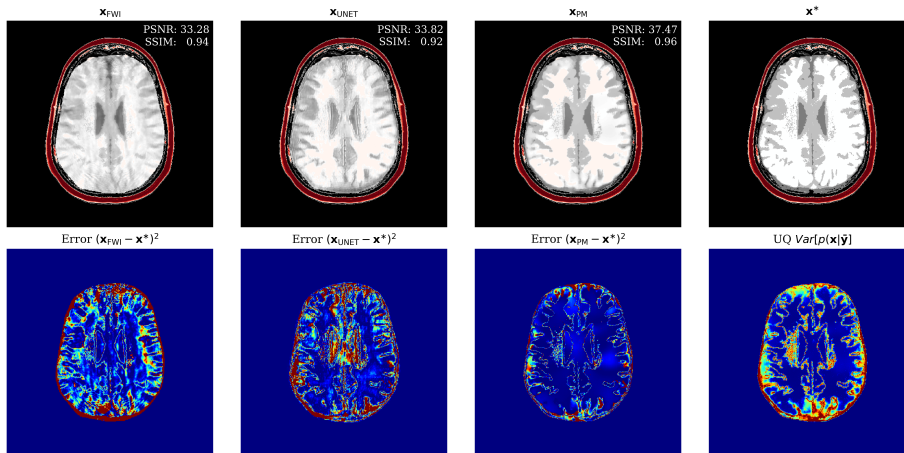 x_FWI
x_UNET
x_PM
x*
PSNR: 33.28
SSIM: 0.94
PSNR: 33.82
SSIM: 0.92
PSNR: 37.47
SSIM: 0.96
Error (x_FWI − x*)²
Error (x_UNET − x*)²
Error (x_PM − x*)²
UQ Var[p(x|ȳ]